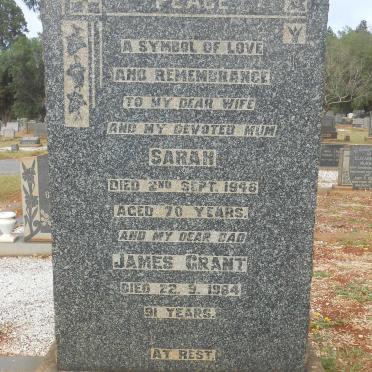 PEACE
A SYMBOL OF LOVE
AND REMEMBRANCE
TO MY DEAR WIFE
AND MY DEVOTED MUM
SARAH
DIED 2ND SEPT. 1946
AGED 70 YEARS.
AND MY DEAR DAD
JAMES GRANT
DIED 22.9.1964
91 YEARS.
AT REST.